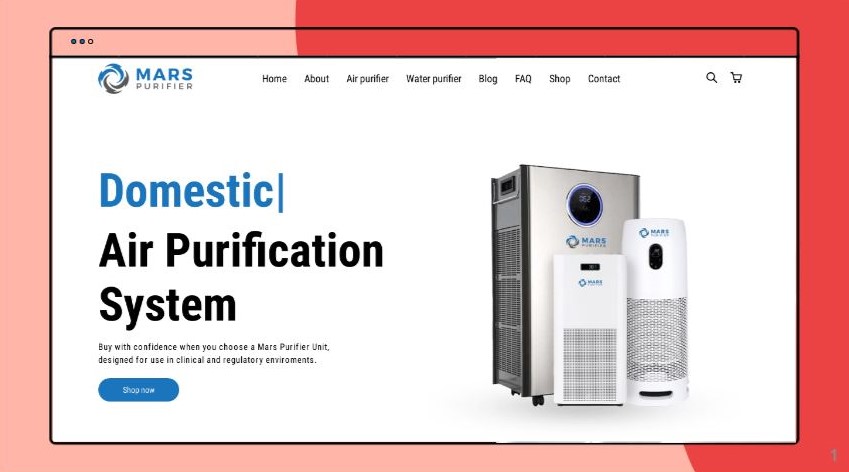 MARS
PURIFIER
Home About Air purifier Water purifier Blog FAQ Shop Contact
Domestic|
Air Purification
System
Buy with confidence when you choose a Mars Purifier Unit,
designed for use in clinical and regulatory enviroments.
Shop now
MARS
PURIFIER
MARS
MARS
1